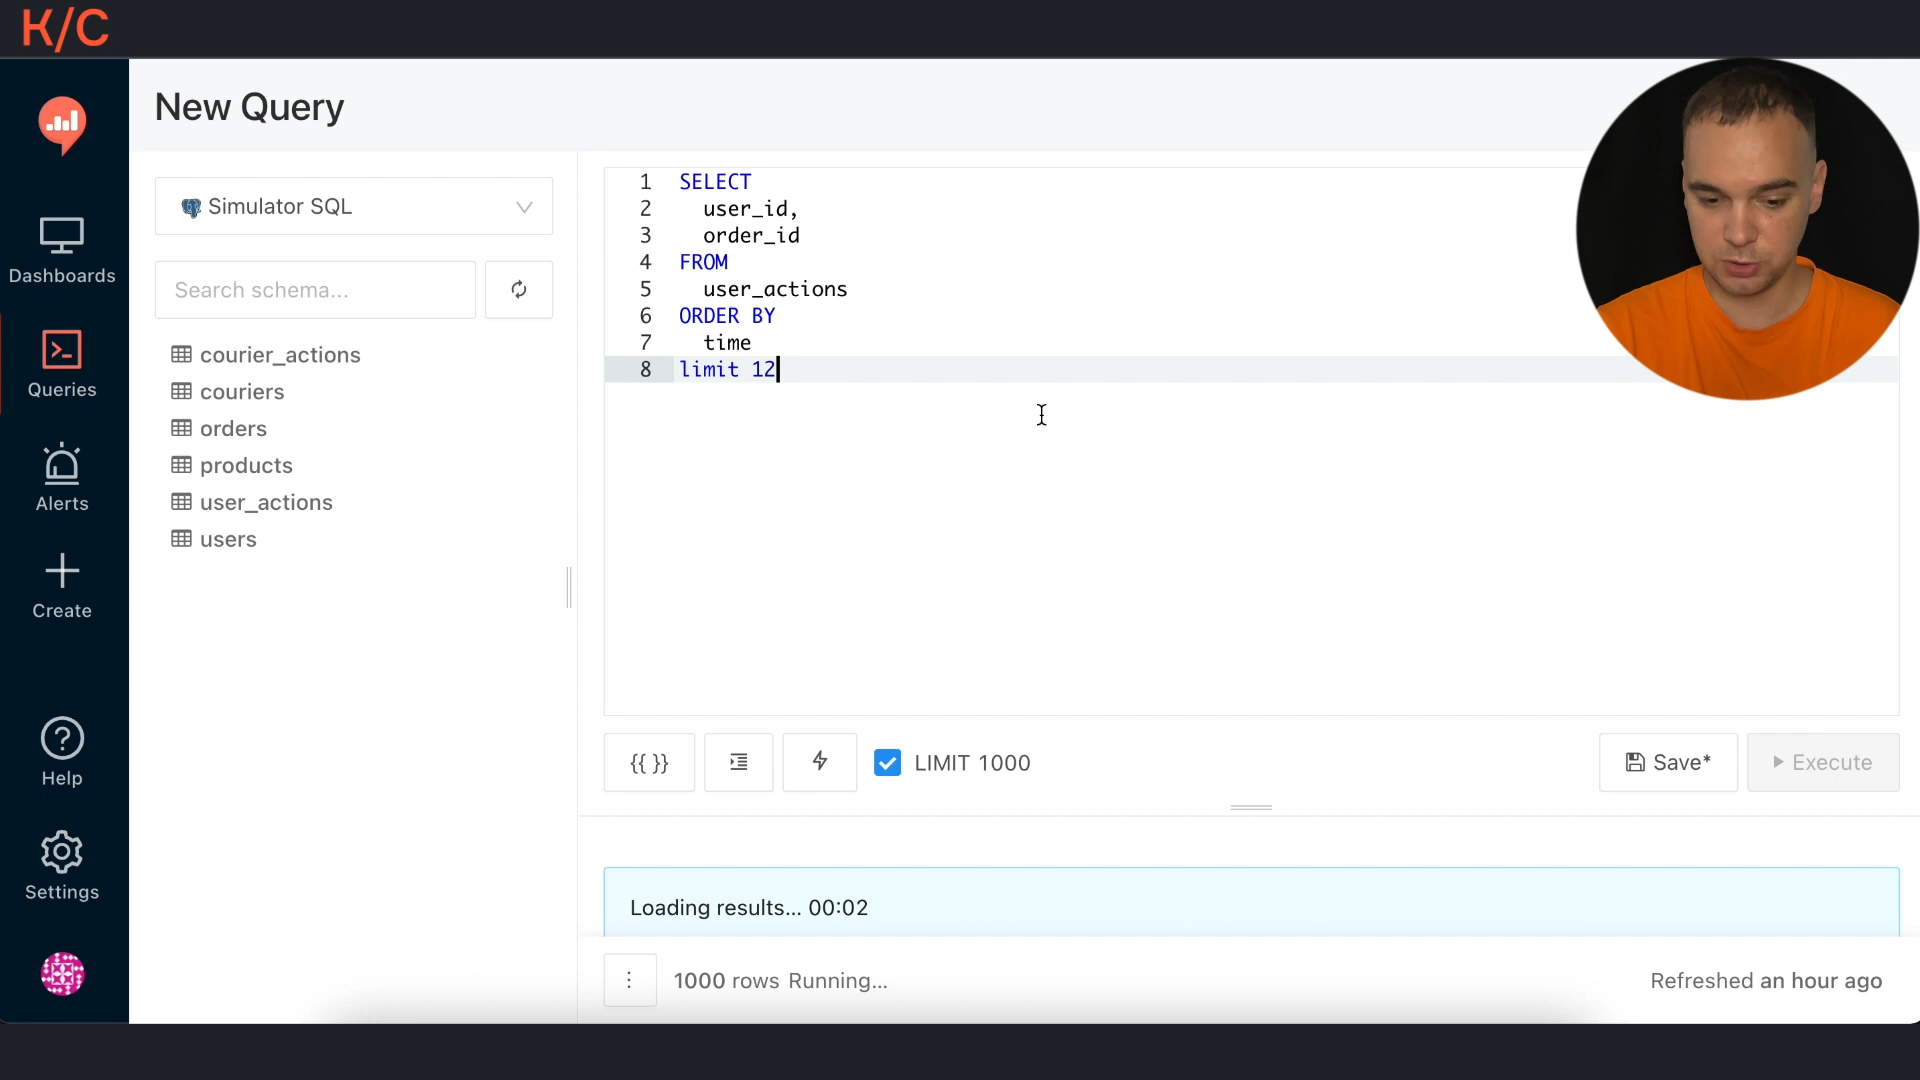 K/C
New Query
Simulator SQL
Search schema...
courier_actions
couriers
orders
products
user_actions
users
Dashboards
Queries
Alerts
Create
Help
Settings
1 SELECT
2 user_id,
3 order_id
4 FROM
5 user_actions
6 ORDER BY
7 time
8 limit 12
{{ }}
LIMIT 1000
Save*
Execute
Loading results... 00:02
1000 rows Running...
Refreshed an hour ago